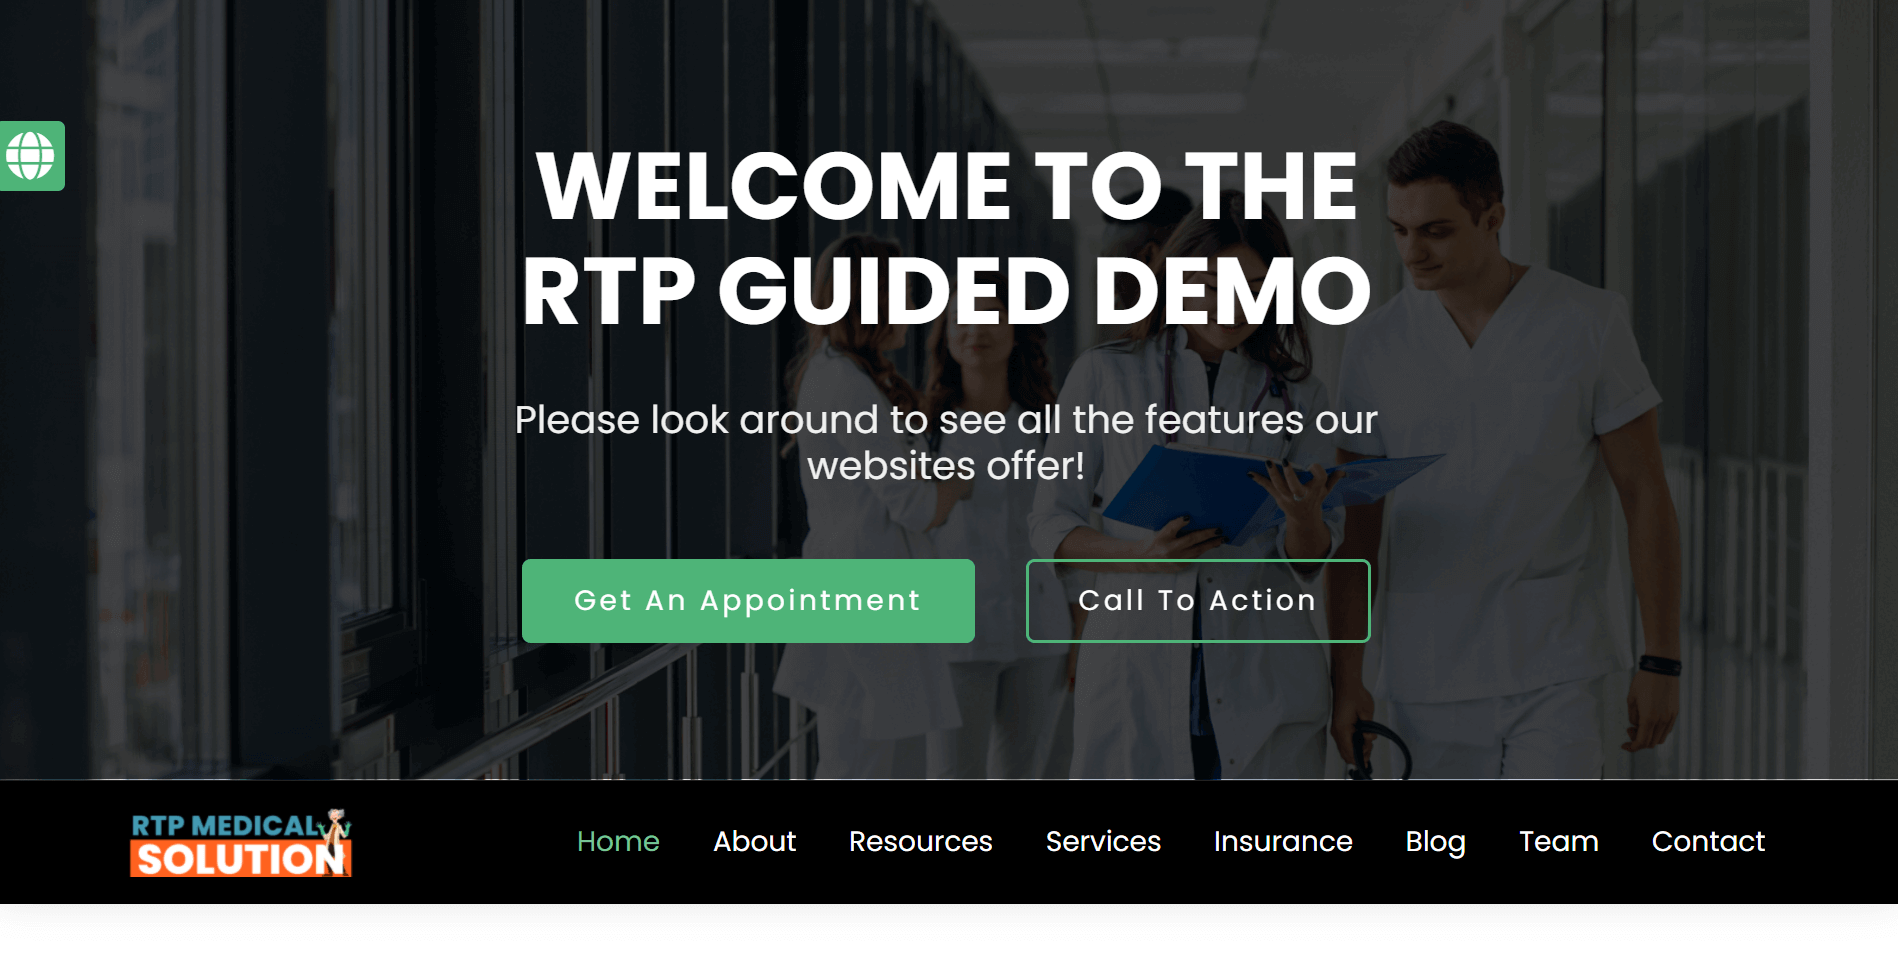 WELCOME TO THE
RTP GUIDED DEMO
Please look around to see all the features our
websites offer!
Get An Appointment
Call To Action
RTP MEDICAL
SOLUTION
Home
About
Resources
Services
Insurance
Blog
Team
Contact